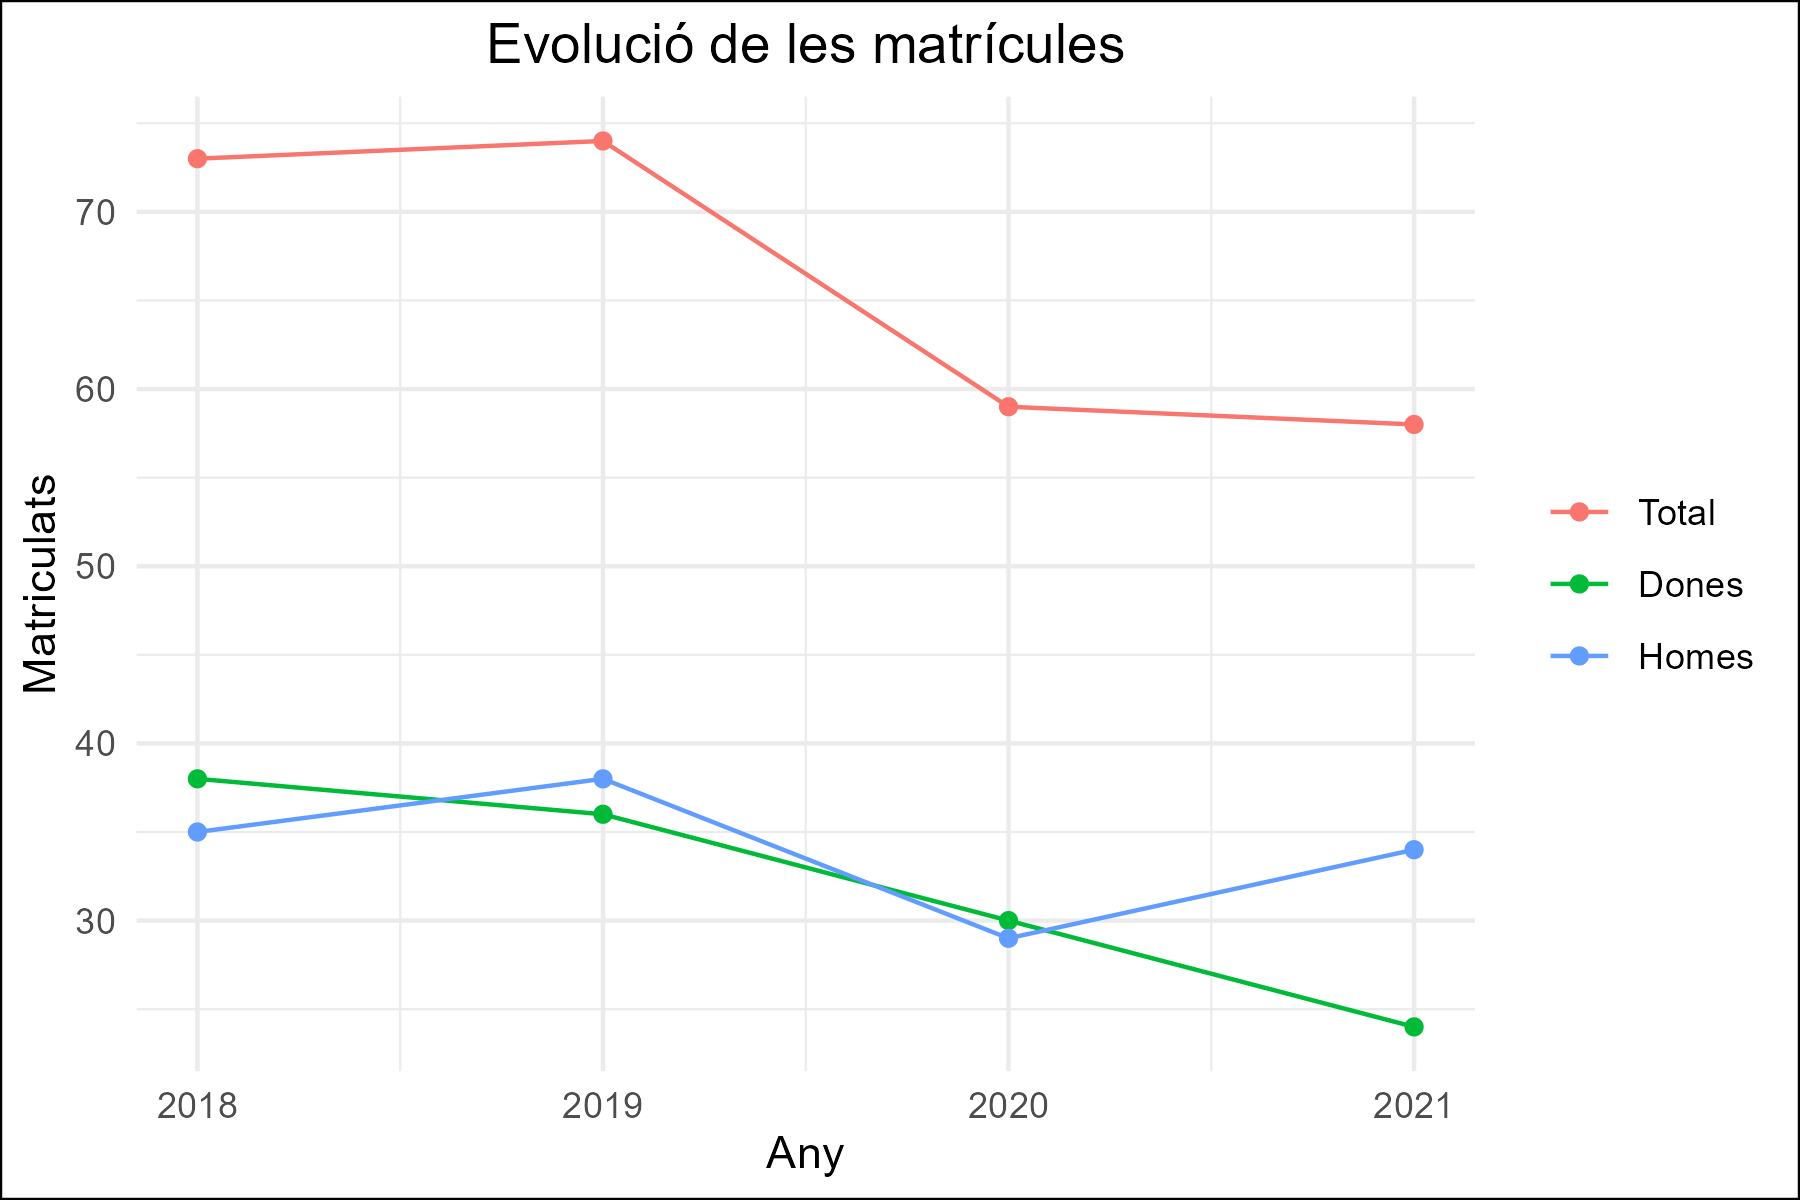 Evolució de les matrícules
Matriculats
70
60
50
40
30
2018 2019 2020 2021
Any
Total
Dones
Homes